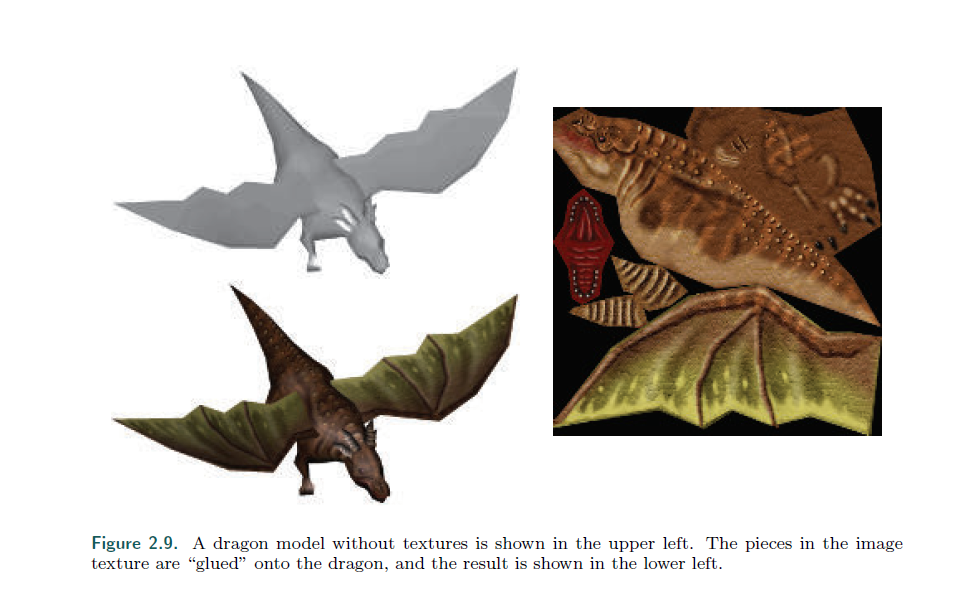 Figure 2.9. A dragon model without textures is shown in the upper left. The pieces in the image
texture are “glued” onto the dragon, and the result is shown in the lower left.